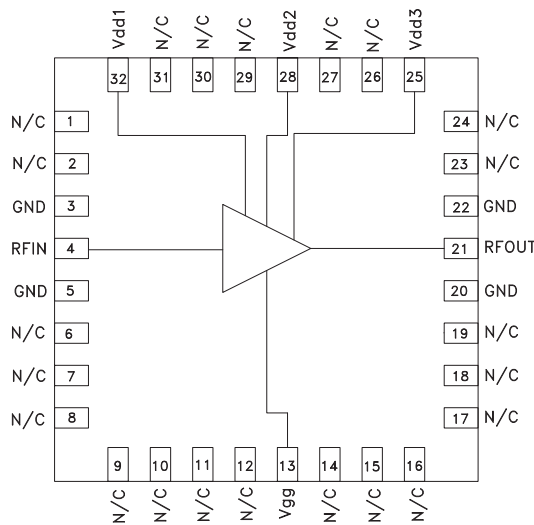 Vdd1 N/C N/C N/C Vdd2 N/C N/C Vdd3
32 31 30 29 28 27 26 25
N/C 1 24 N/C
N/C 2 23 N/C
GND 3 22 GND
RFIN 4 21 RFOUT
GND 5 20 GND
N/C 6 19 N/C
N/C 7 18 N/C
N/C 8 17 N/C
9 10 11 12 13 14 15 16
N/C N/C N/C N/C Vgg N/C N/C N/C